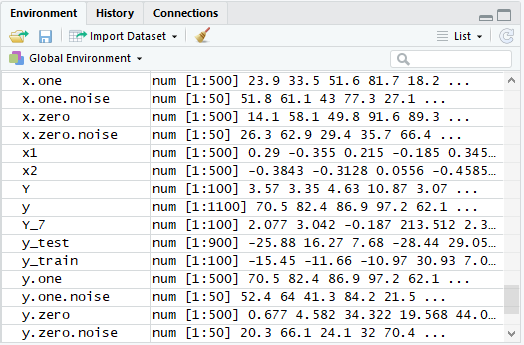 Environment History Connections
Import Dataset List
Global Environment
x.one num [1:500] 23.9 33.5 51.6 81.7 18.2 ...
x.one.noise num [1:50] 51.8 61.1 43 77.3 27.1 ...
x.zero num [1:500] 14.1 58.1 49.8 91.6 89.3 ...
x.zero.noise num [1:50] 26.3 62.9 29.4 35.7 66.4 ...
x1 num [1:500] 0.29 -0.355 0.215 -0.185 0.345…
x2 num [1:500] -0.3843 -0.3128 0.0556 -0.4585…
Y num [1:100] 3.57 3.35 4.63 10.87 3.07 ...
y num [1:1100] 70.5 82.4 86.9 97.2 62.1 ...
Y_7 num [1:100] 2.077 3.042 -0.187 213.512 2.3…
y_test num [1:900] -25.88 16.27 7.68 -28.44 29.05…
y_train num [1:100] -15.45 -11.66 -10.97 30.93 7.0…
y.one num [1:500] 70.5 82.4 86.9 97.2 62.1 ...
y.one.noise num [1:50] 52.4 64 41.3 84.2 21.5 ...
y.zero num [1:500] 0.677 4.582 34.322 19.568 44.0…
y.zero.noise num [1:50] 20.3 66.1 24.1 32 70.4 ...